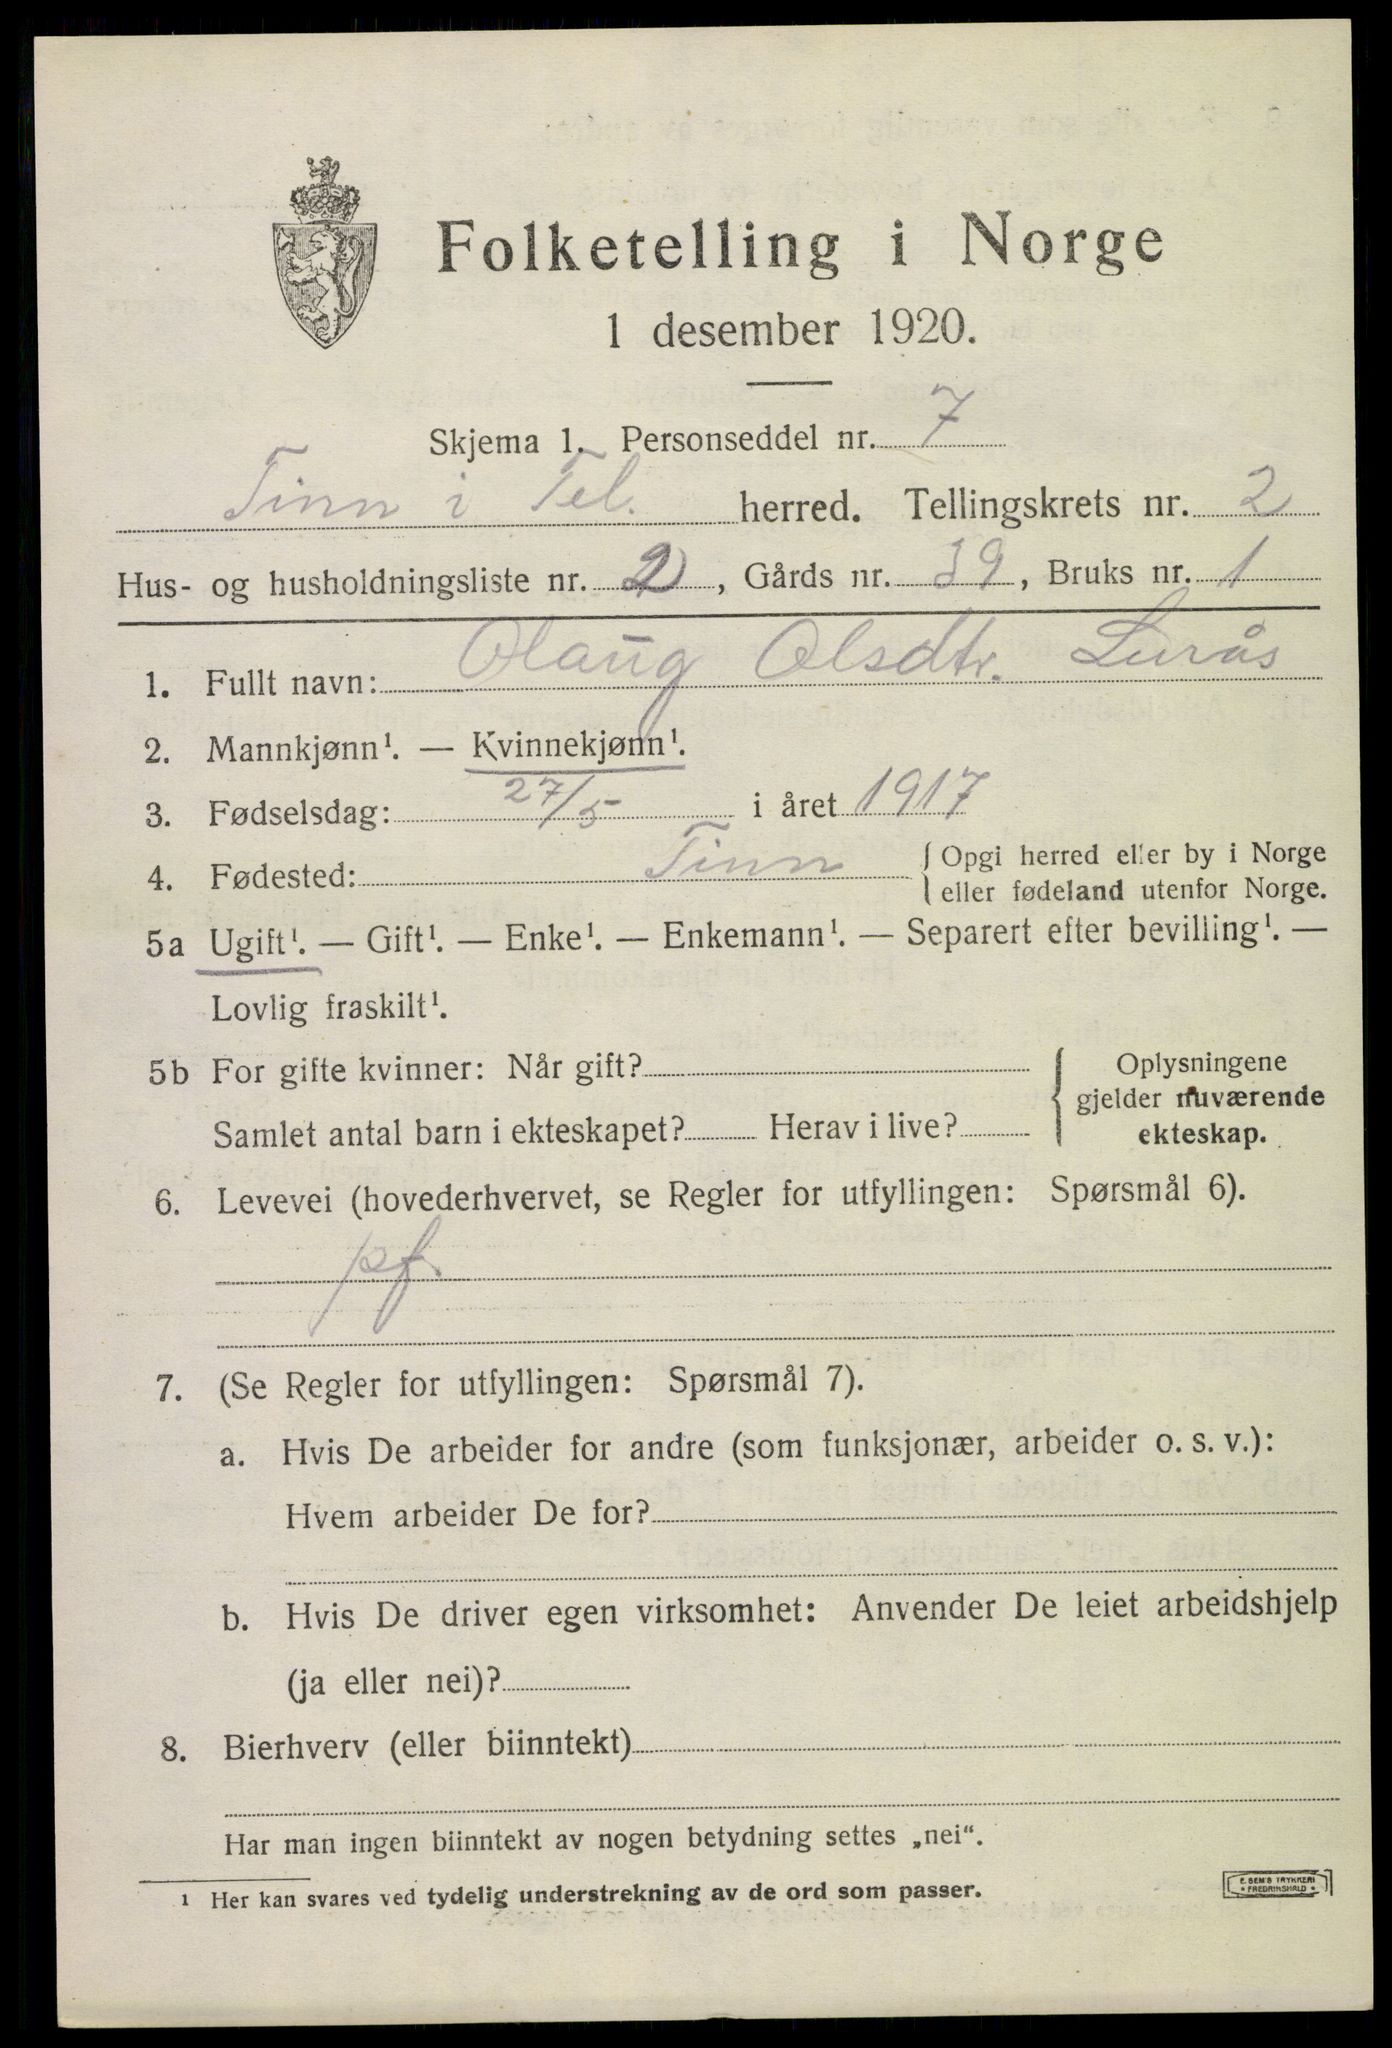 Folketelling i Norge
1 desember 1920.
Skjema 1. Personseddel nr. 7
Tinn i Tel. herred. Tellingskrets nr. 2
Hus- og husholdningsliste nr. 2, Gårds nr. 39, Bruks nr. 1
1. Fullt navn: Olaug Olsdtr. Lurås
2. Mannkjønn¹. — Kvinnekjønn¹.
3. Fødselsdag: 27/5 i året 1917
4. Fødested: Tinn { Opgi herred eller by i Norge
eller fødeland utenfor Norge.
5a Ugift¹. — Gift¹. — Enke¹. — Enkemann¹. — Separert efter bevilling¹. —
Lovlig fraskilt¹.
5b For gifte kvinner: Når gift? { Oplysningene
gjelder nuværende
Samlet antal barn i ekteskapet? Herav i live? ekteskap.
6. Levevei (hovederhvervet, se Regler for utfyllingen: Spørsmål 6).
pf.
7. (Se Regler for utfyllingen: Spørsmål 7).
a. Hvis De arbeider for andre (som funksjonær, arbeider o. s. v.):
Hvem arbeider De for?
b. Hvis De driver egen virksomhet: Anvender De leiet arbeidshjelp
(ja eller nei)?
8. Bierhverv (eller biinntekt)
Har man ingen biinntekt av nogen betydning settes „nei“.
¹ Her kan svares ved tydelig understrekning av de ord som passer.
E. SEM'S TRYKKERI
• FREDRIKSHALD •